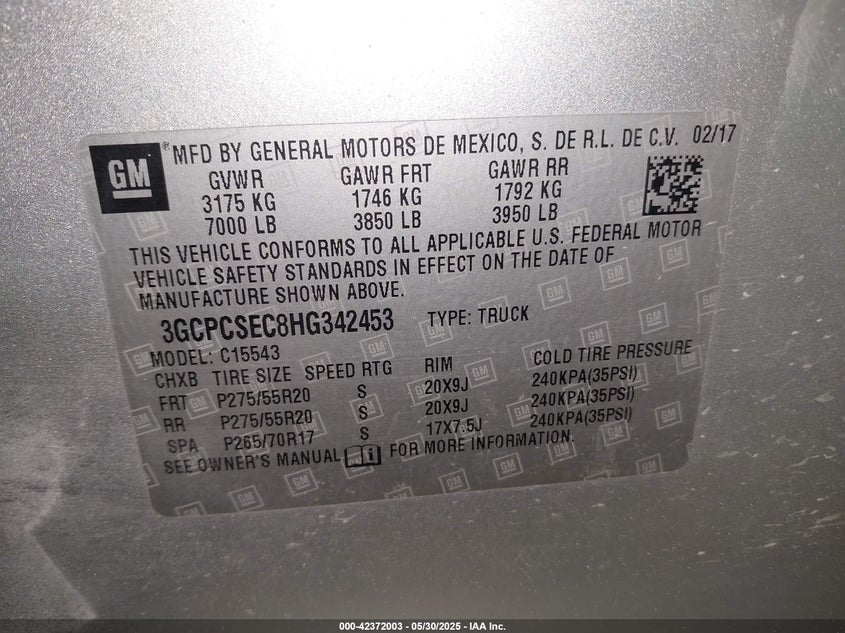 GM
® MFD BY GENERAL MOTORS DE MEXICO, S. DE R.L. DE C.V. 02/17
GVWR GAWR FRT GAWR RR
3175 KG 1746 KG 1792 KG
7000 LB 3850 LB 3950 LB
THIS VEHICLE CONFORMS TO ALL APPLICABLE U.S. FEDERAL MOTOR
VEHICLE SAFETY STANDARDS IN EFFECT ON THE DATE OF
MANUFACTURE SHOWN ABOVE.
3GCPCSEC8HG342453 TYPE: TRUCK
MODEL: C15543
CHXB TIRE SIZE SPEED RTG RIM COLD TIRE PRESSURE
FRT P275/55R20 S 20X9J 240KPA(35PSI)
RR P275/55R20 S 20X9J 240KPA(35PSI)
SPA P265/70R17 S 17X7.5J 240KPA(35PSI)
SEE OWNER'S MANUAL FOR MORE INFORMATION.
000-42372003 — 05/30/2025 - IAA Inc.